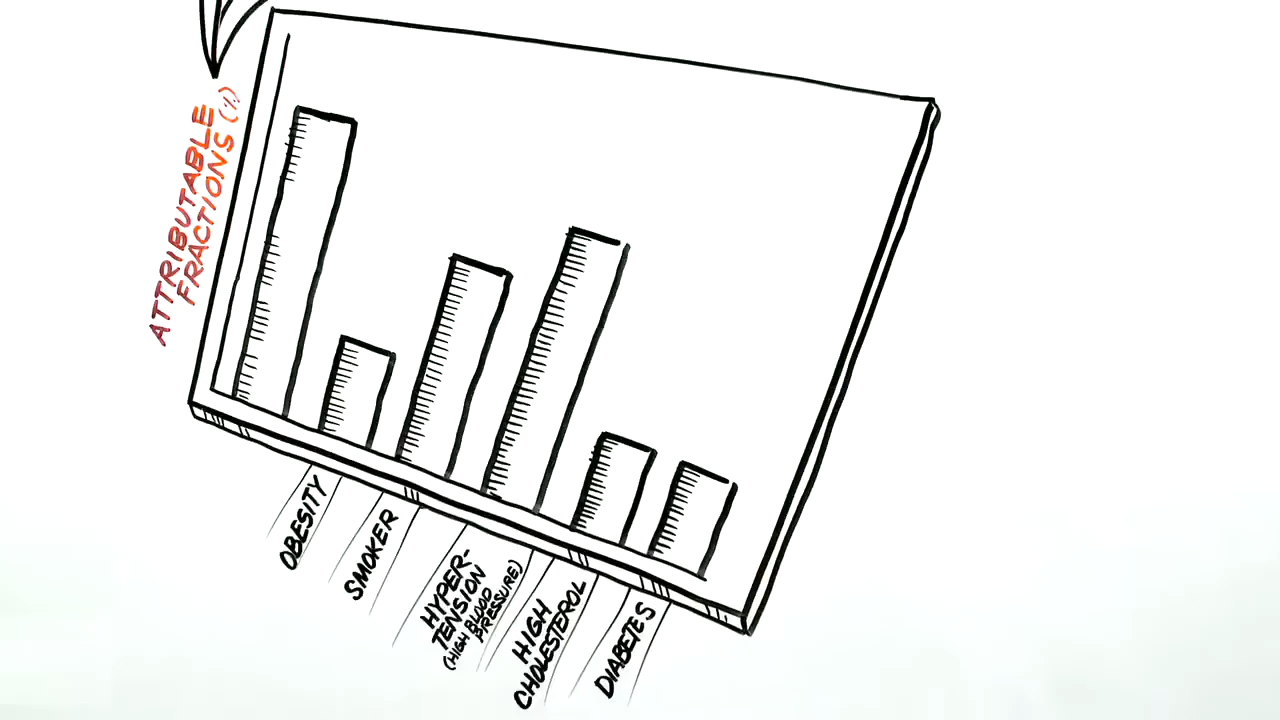 ATTRIBUTABLE
FRACTIONS (%)
OBESITY
SMOKER
HYPER-
TENSION
(HIGH BLOOD
PRESSURE)
HIGH
CHOLESTEROL
DIABETES